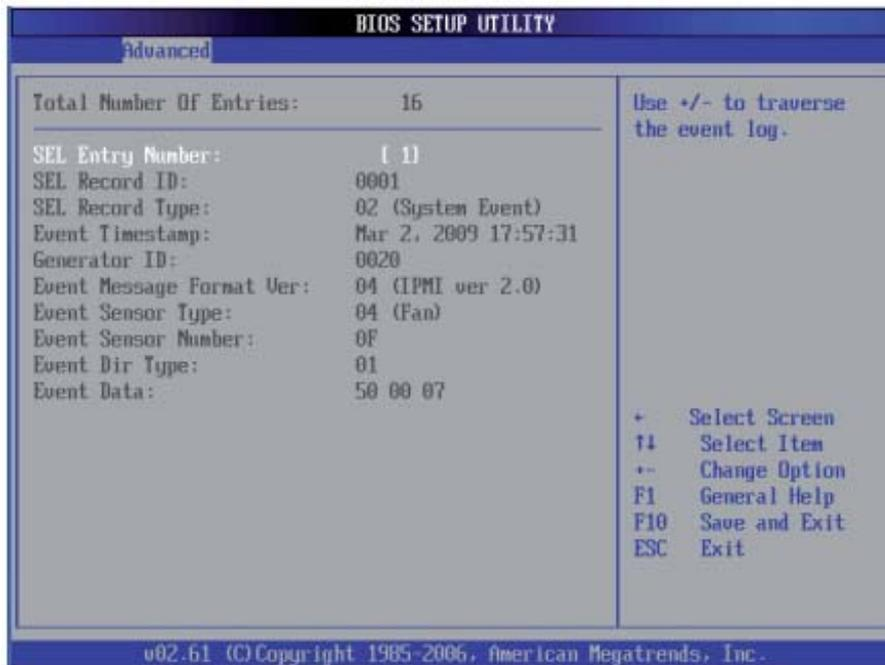 BIOS SETUP UTILITY
Advanced
Total Number Of Entries: 16
SEL Entry Number: [ 1]
SEL Record ID: 0001
SEL Record Type: 02 (System Event)
Event Timestamp: Mar 2, 2009 17:57:31
Generator ID: 0020
Event Message Format Ver: 04 (IPMI ver 2.0)
Event Sensor Type: 04 (Fan)
Event Sensor Number: 0F
Event Dir Type: 01
Event Data: 50 00 07
Use +/- to traverse
the event log.
← Select Screen
↑↓ Select Item
+- Change Option
F1 General Help
F10 Save and Exit
ESC Exit
v02.61 (C)Copyright 1985-2006, American Megatrends, Inc.